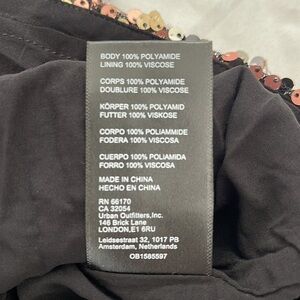 BODY 100% POLYAMIDE
LINING 100% VISCOSE
CORPS 100% POLYAMIDE
DOUBLURE 100% VISCOSE
KÖRPER 100% POLYAMID
FUTTER 100% VISKOSE
CORPO 100% POLIAMMIDE
FODERA 100% VISCOSA
CUERPO 100% POLIAMIDA
FORRO 100% VISCOSA
MADE IN CHINA
HECHO EN CHINA
RN 66170
CA 32054
Urban Outfitters,Inc.
146 Brick Lane
LONDON,E1 6RU
Leidsestraat 32, 1017 PB
Amsterdam, Netherlands
OB1585597